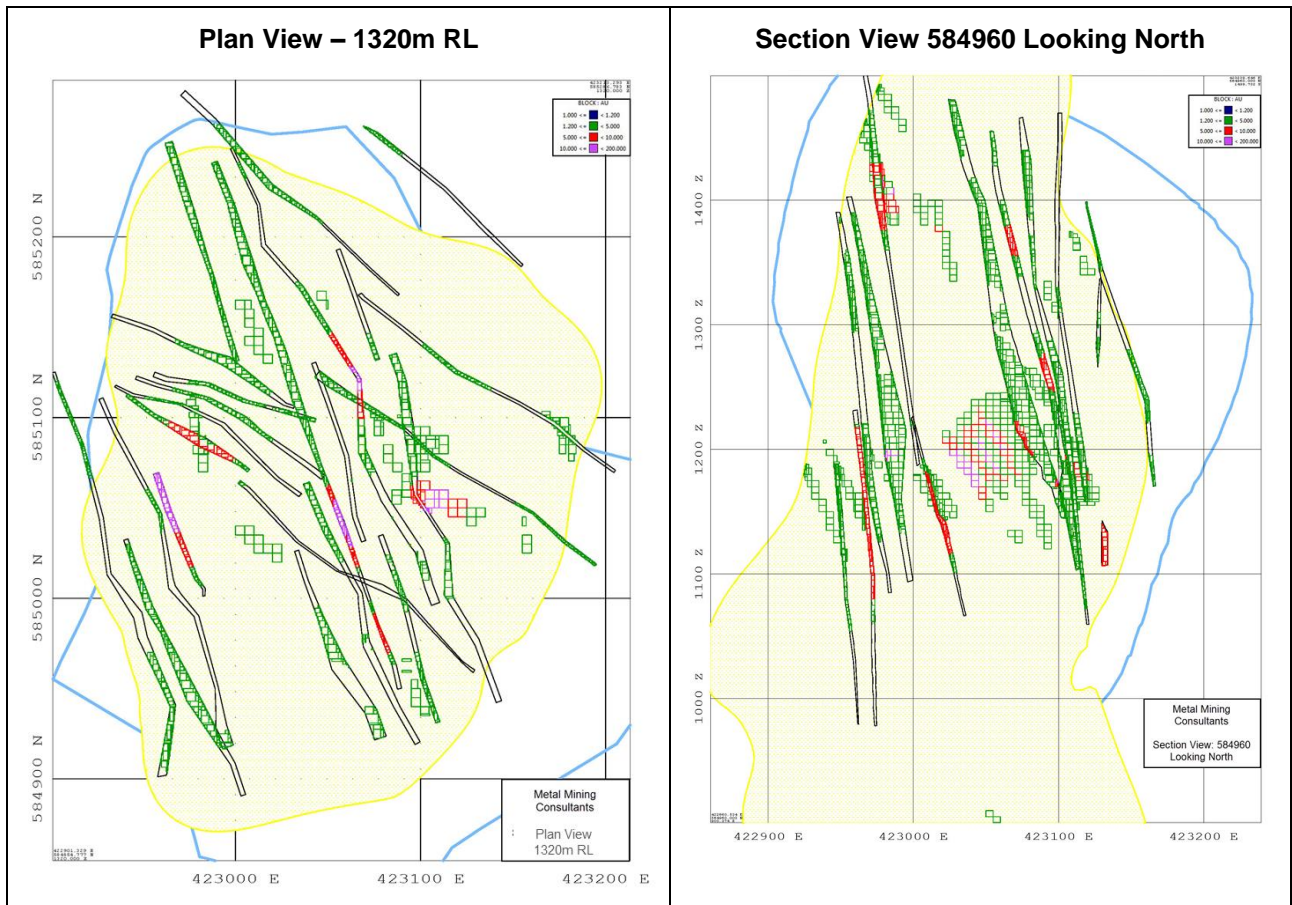 Plan View – 1320m RL
BLOCK: AU
1.000 <= < 1.200
1.200 <= < 5.000
5.000 <= < 10.000
10.000 <= < 200.000
585200 N
585100 N
585000 N
584900 N
423000 E
423100 E
423200 E
Metal Mining
Consultants
Plan View
1320m RL
Section View 584960 Looking North
BLOCK: AU
1.000 <= < 1.200
1.200 <= < 5.000
5.000 <= < 10.000
10.000 <= < 200.000
1400 Z
1300 Z
1200 Z
1100 Z
1000 Z
422900 E
423000 E
423100 E
423200 E
Metal Mining
Consultants
Section View: 584960
Looking North